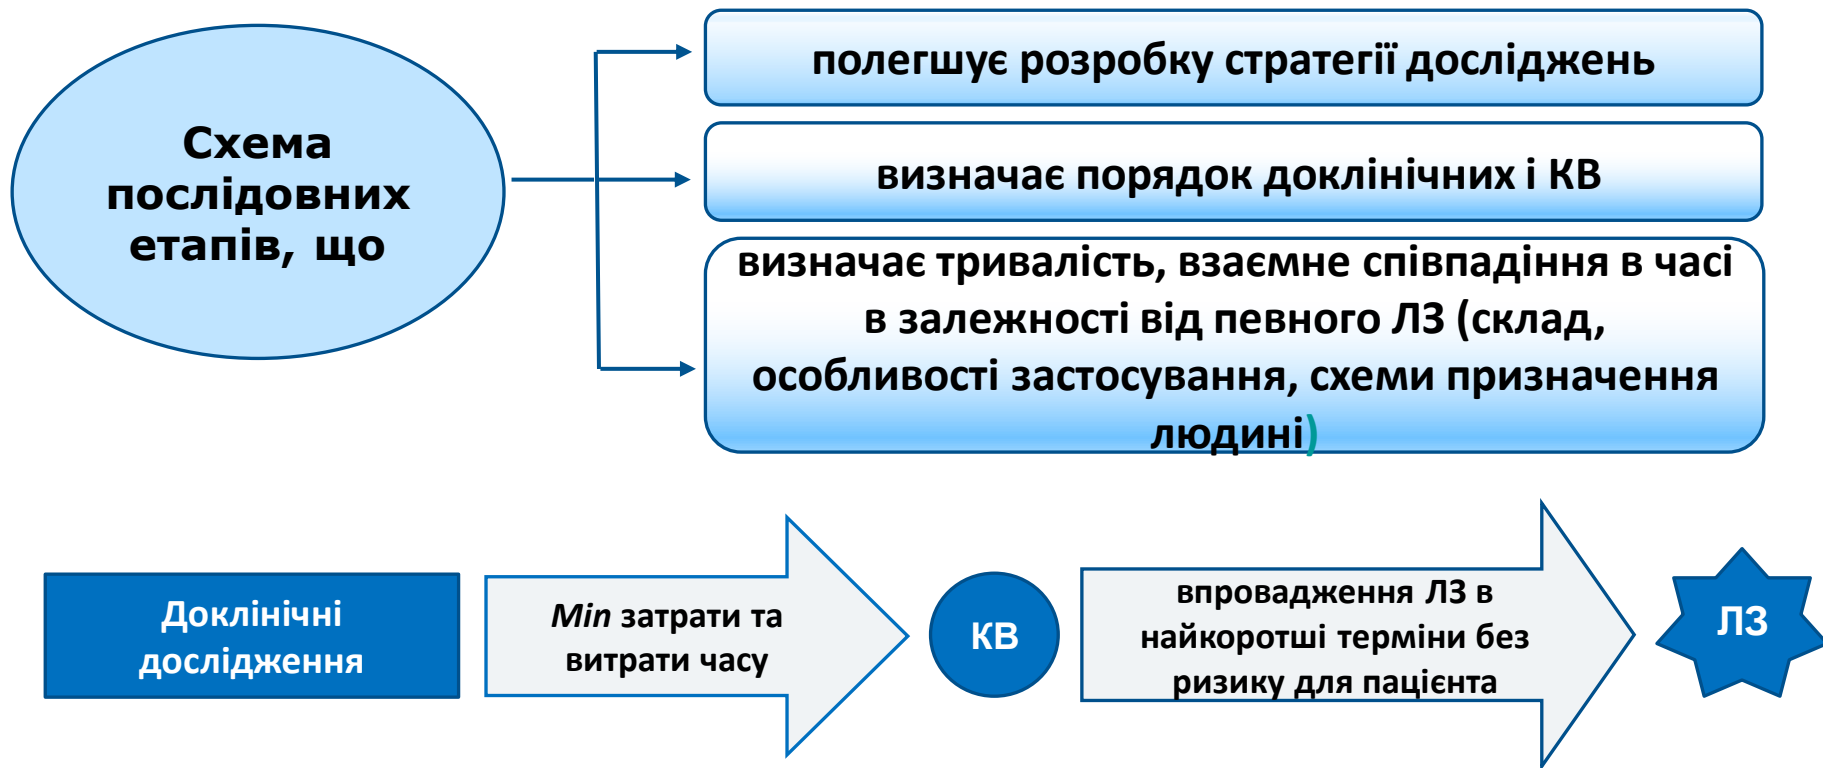 Схема
послідовних
етапів, що
полегшує розробку стратегії досліджень
визначає порядок доклінічних і КВ
визначає тривалість, взаємне співпадіння в часі
в залежності від певного ЛЗ (склад,
особливості застосування, схеми призначення
людині)
Доклінічні
дослідження
Min затрати та
витрати часу
КВ
впровадження ЛЗ в
найкоротші терміни без
ризику для пацієнта
ЛЗ